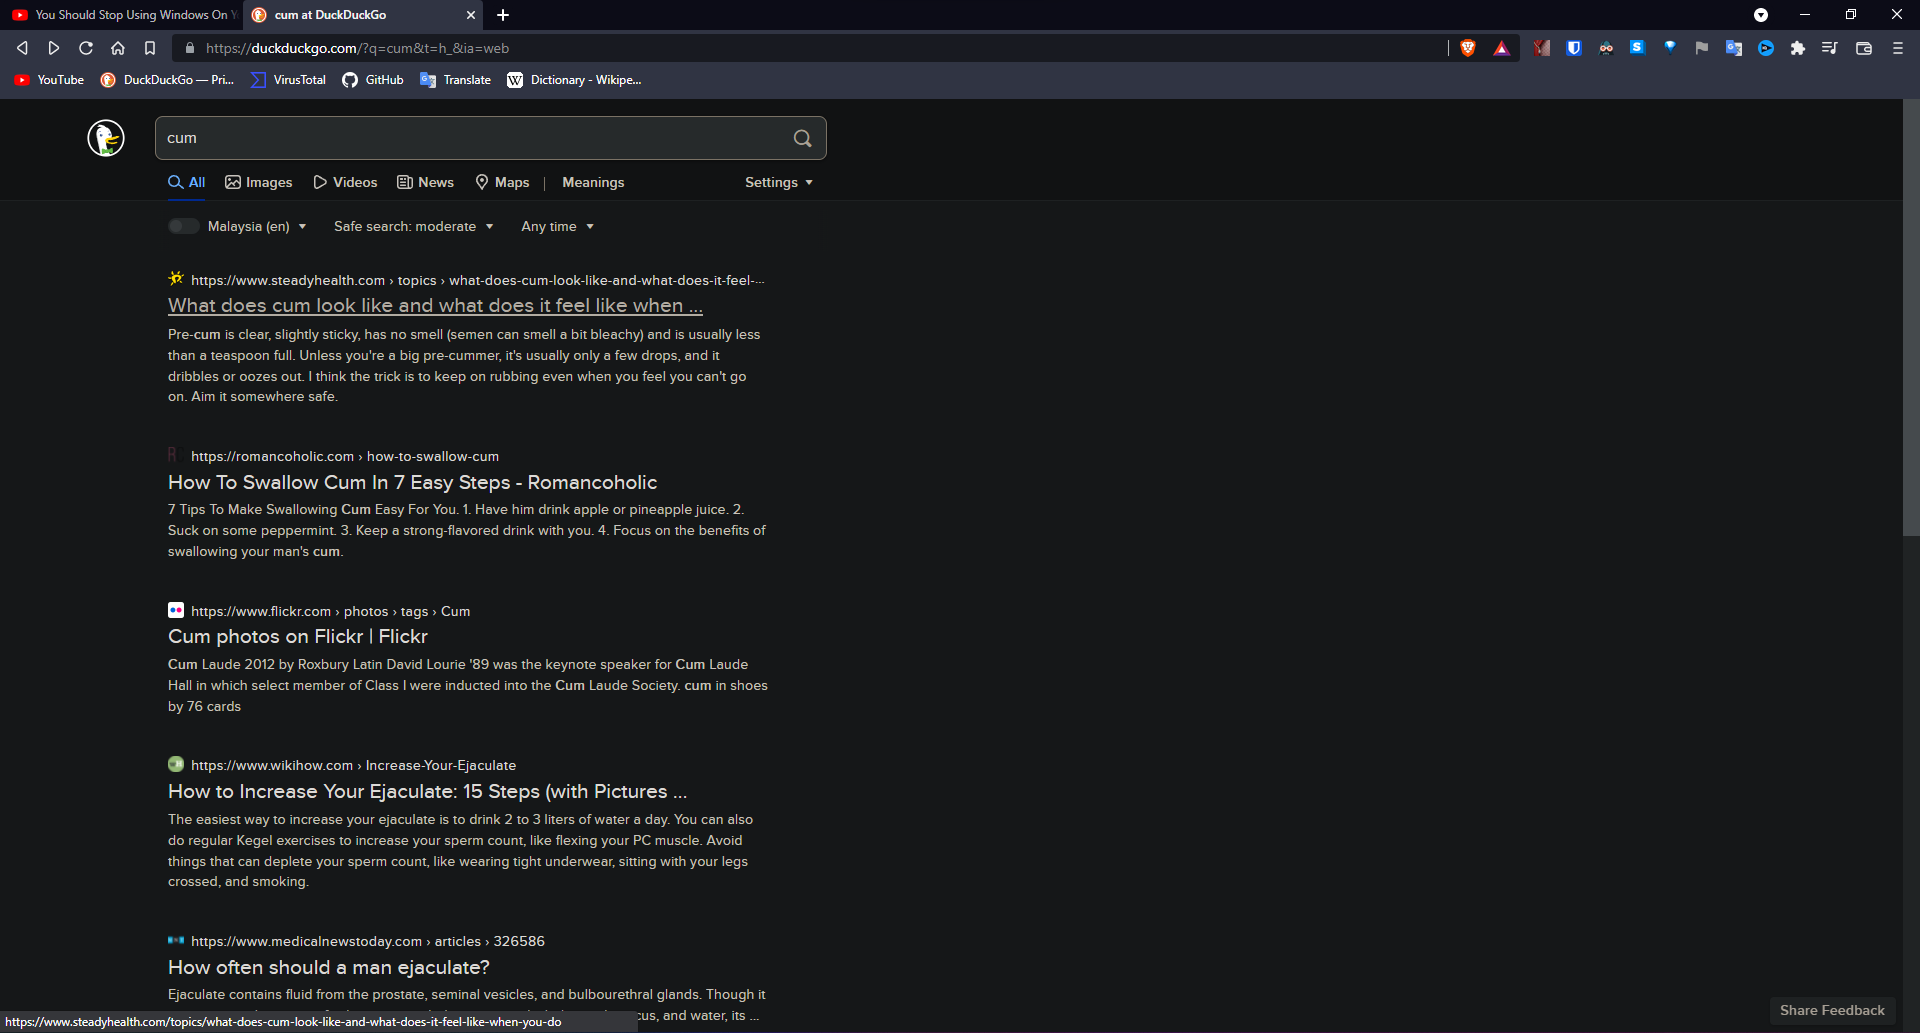 You Should Stop Using Windows On Y
cum at DuckDuckGo
https://duckduckgo.com/?q=cum&t=h_&ia=web
YouTube
DuckDuckGo — Pri...
VirusTotal
GitHub
Translate
Dictionary - Wikipe...
cum
All
Images
Videos
News
Maps
Meanings
Settings
Malaysia (en)
Safe search: moderate
Any time
https://www.steadyhealth.com › topics › what-does-cum-look-like-and-what-does-it-feel-...
What does cum look like and what does it feel like when ...
Pre-cum is clear, slightly sticky, has no smell (semen can smell a bit bleachy) and is usually less
than a teaspoon full. Unless you're a big pre-cummer, it's usually only a few drops, and it
dribbles or oozes out. I think the trick is to keep on rubbing even when you feel you can't go
on. Aim it somewhere safe.
https://romancoholic.com › how-to-swallow-cum
How To Swallow Cum In 7 Easy Steps - Romancoholic
7 Tips To Make Swallowing Cum Easy For You. 1. Have him drink apple or pineapple juice. 2.
Suck on some peppermint. 3. Keep a strong-flavored drink with you. 4. Focus on the benefits of
swallowing your man's cum.
https://www.flickr.com › photos › tags › Cum
Cum photos on Flickr | Flickr
Cum Laude 2012 by Roxbury Latin David Lourie '89 was the keynote speaker for Cum Laude
Hall in which select member of Class I were inducted into the Cum Laude Society. cum in shoes
by 76 cards
https://www.wikihow.com › Increase-Your-Ejaculate
How to Increase Your Ejaculate: 15 Steps (with Pictures ...
The easiest way to increase your ejaculate is to drink 2 to 3 liters of water a day. You can also
do regular Kegel exercises to increase your sperm count, like flexing your PC muscle. Avoid
things that can deplete your sperm count, like wearing tight underwear, sitting with your legs
crossed, and smoking.
https://www.medicalnewstoday.com › articles › 326586
How often should a man ejaculate?
Ejaculate contains fluid from the prostate, seminal vesicles, and bulbourethral glands. Though it
cus, and water, its ...
Share Feedback
https://www.steadyhealth.com/topics/what-does-cum-look-like-and-what-does-it-feel-like-when-you-do